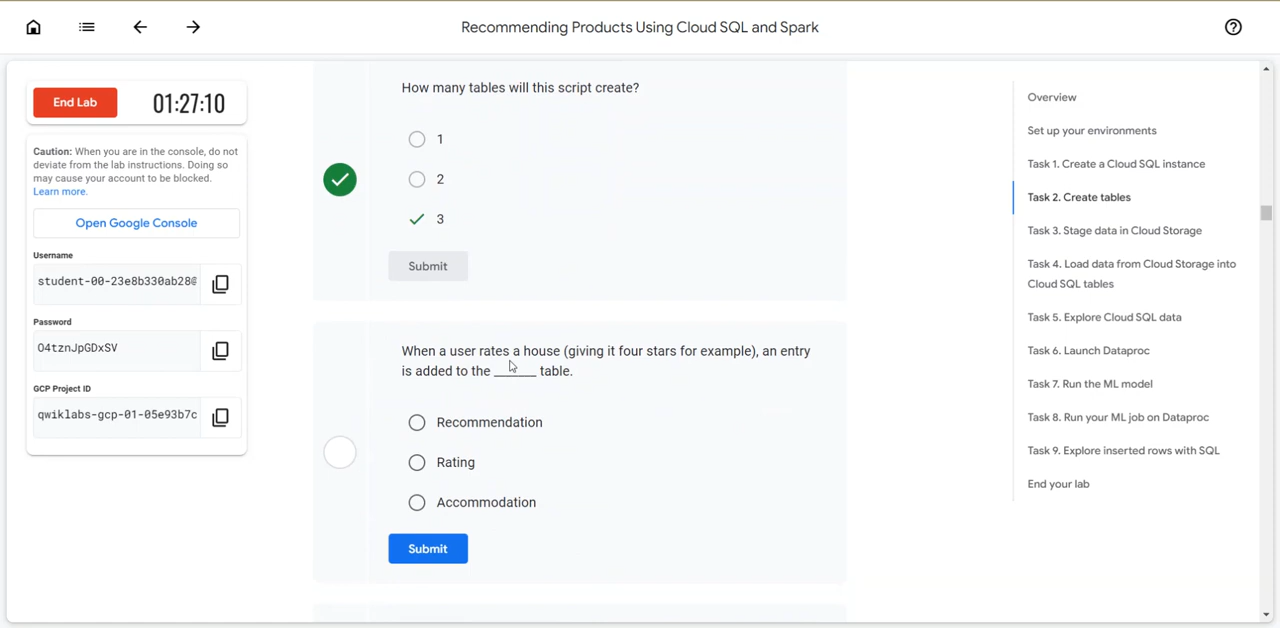 Recommending Products Using Cloud SQL and Spark
End Lab
01:27:10
Caution: When you are in the console, do not
deviate from the lab instructions. Doing so
may cause your account to be blocked.
Learn more.
Open Google Console
Username
student-00-23e8b330ab28@
Password
O4tznJpGDxSV
GCP Project ID
qwiklabs-gcp-01-05e93b7c
How many tables will this script create?
1
2
3
Submit
When a user rates a house (giving it four stars for example), an entry
is added to the ______ table.
Recommendation
Rating
Accommodation
Submit
Overview
Set up your environments
Task 1. Create a Cloud SQL instance
Task 2. Create tables
Task 3. Stage data in Cloud Storage
Task 4. Load data from Cloud Storage into
Cloud SQL tables
Task 5. Explore Cloud SQL data
Task 6. Launch Dataproc
Task 7. Run the ML model
Task 8. Run your ML job on Dataproc
Task 9. Explore inserted rows with SQL
End your lab